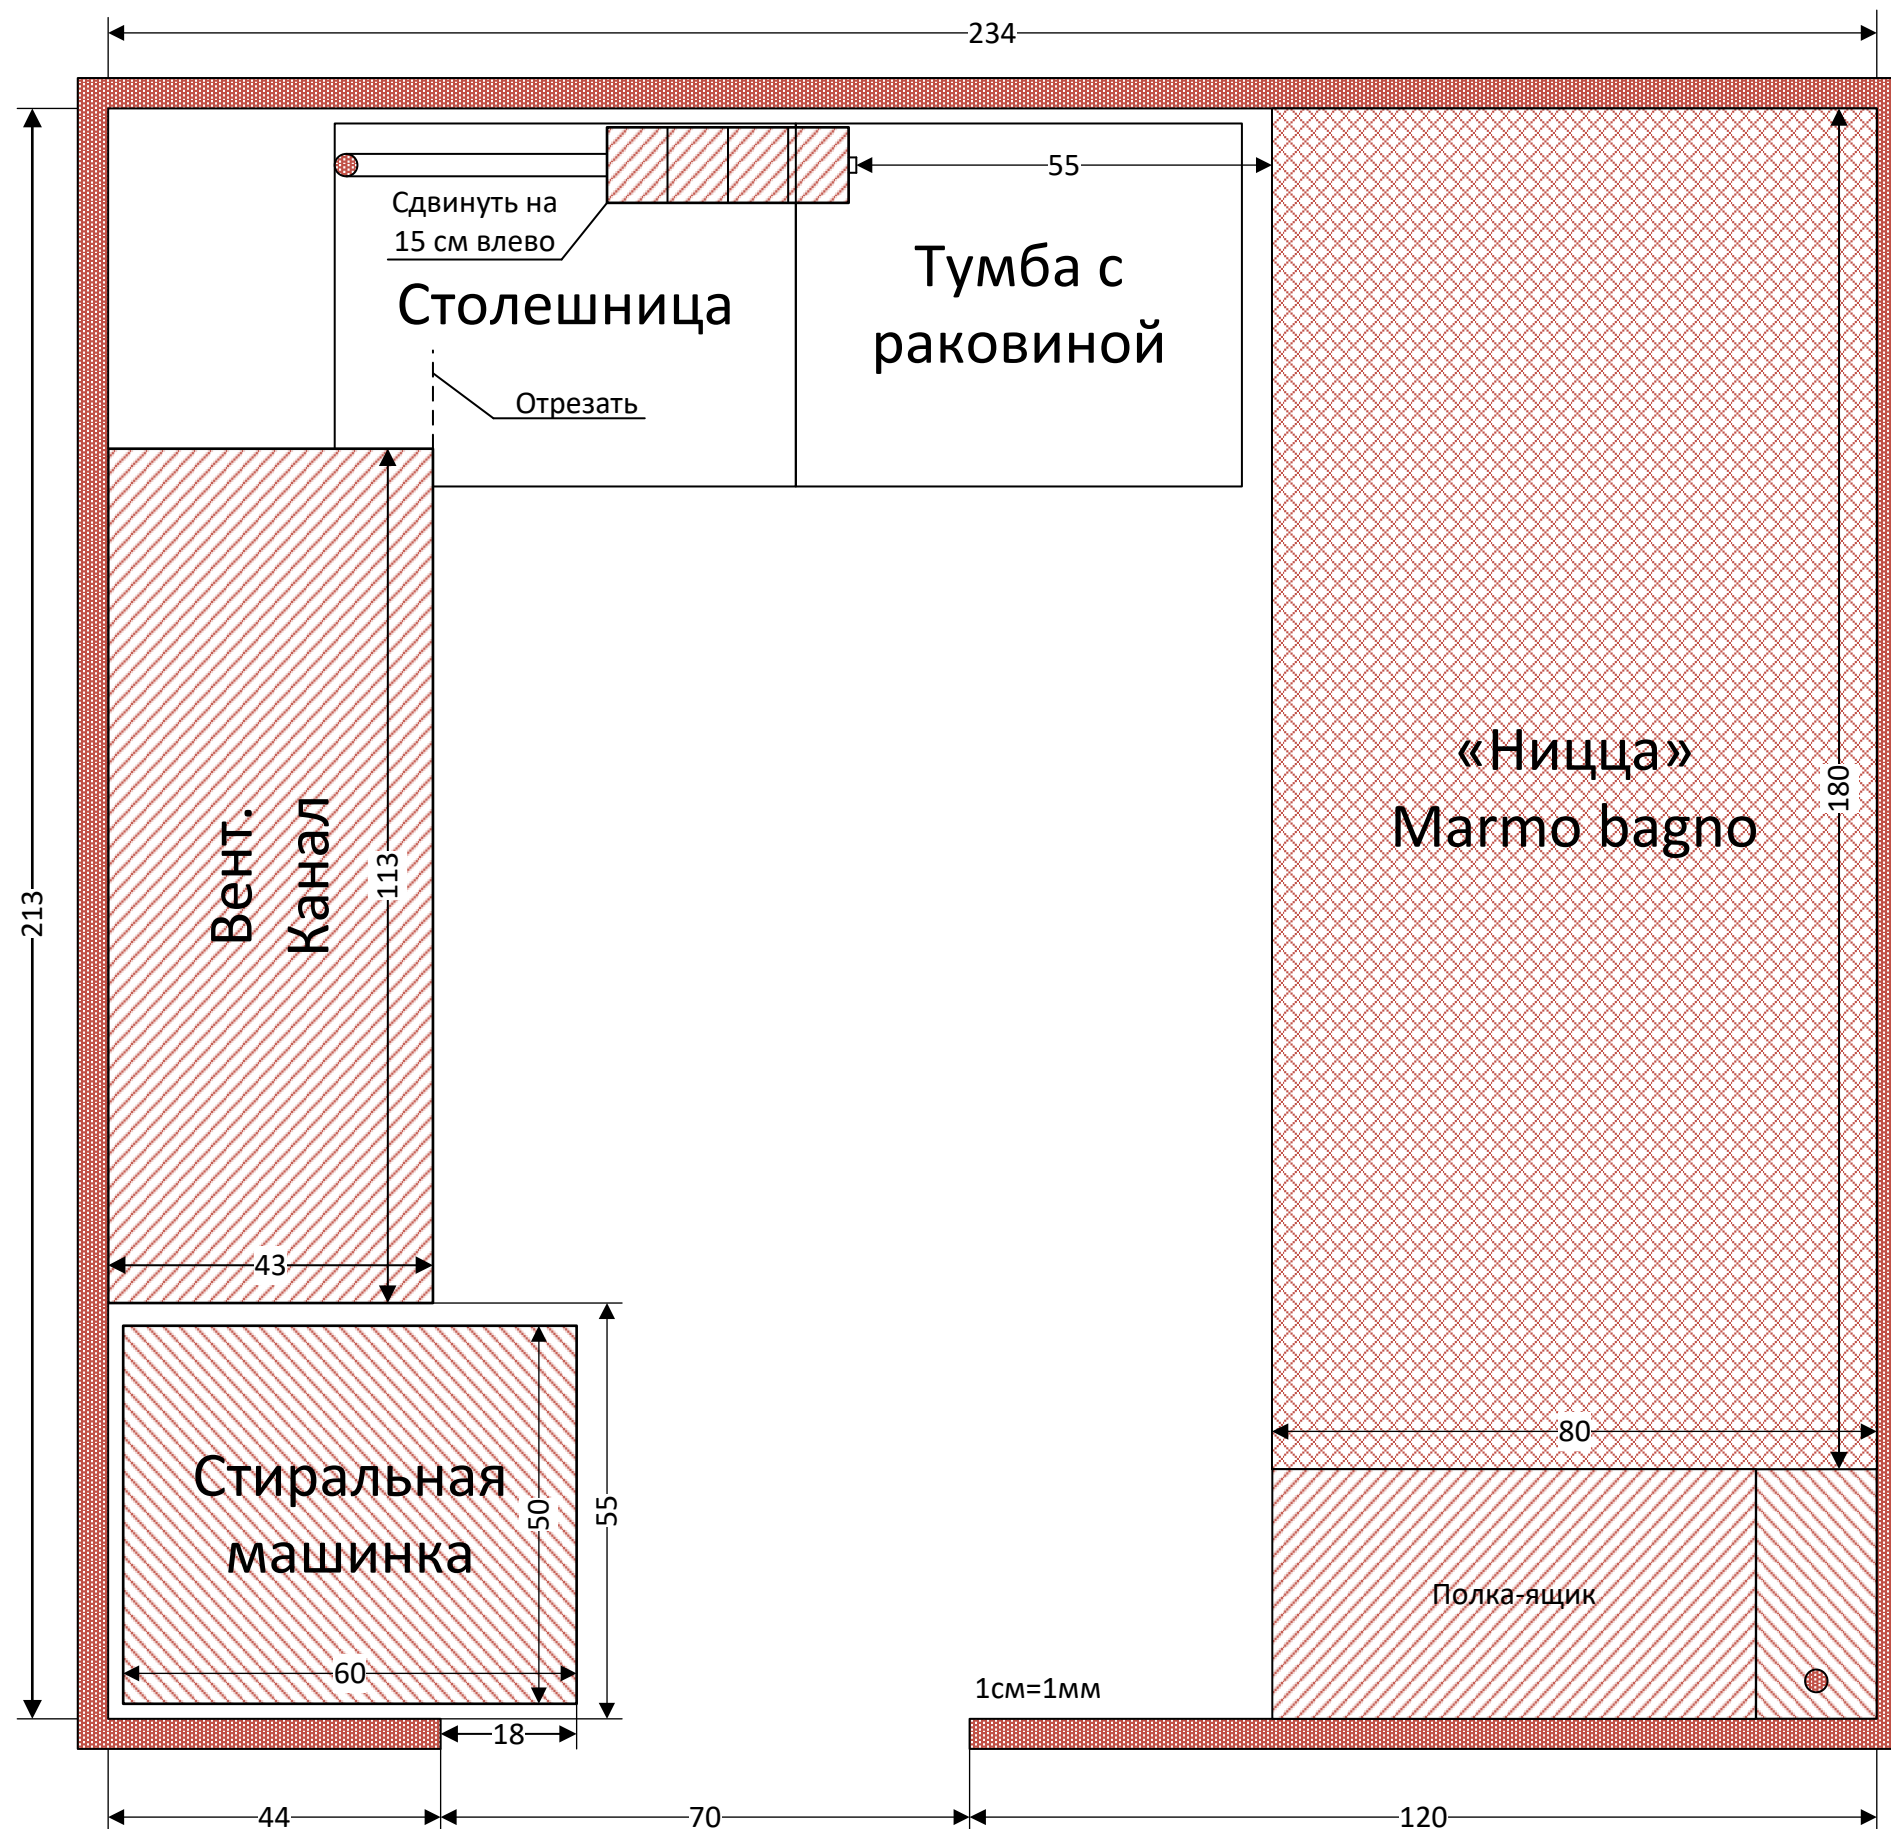 234
55
Сдвинуть на
15 см влево
Тумба с
раковиной
Столешница
Отрезать
«Ницца»
Marmo bagno
180
Вент.
Канал
113
213
43
80
Стиральная
машинка
50
55
Полка-ящик
60
1см=1мм
18
44
70
120